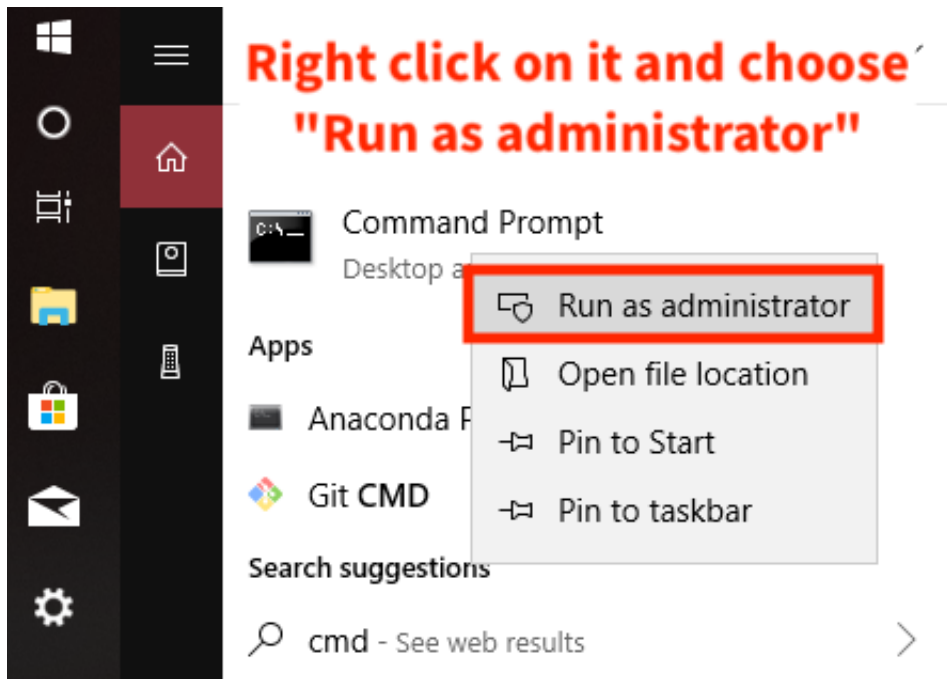 Right click on it and choose
"Run as administrator"
C:\_
Command Prompt
Desktop
Run as administrator
Apps
Open file location
Anaconda
Pin to Start
Git CMD
Pin to taskbar
Search suggestions
cmd - See web results